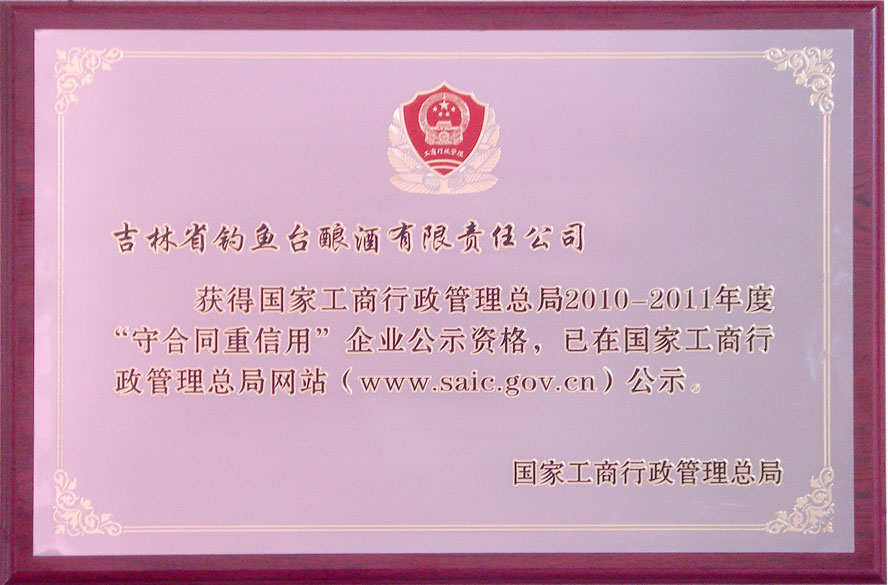 工商行政管理
吉林省钓鱼台酿酒有限责任公司
获得国家工商行政管理总局2010-2011年度
“守合同重信用”企业公示资格，已在国家工商行
政管理总局网站（www.saic.gov.cn）公示。
国家工商行政管理总局